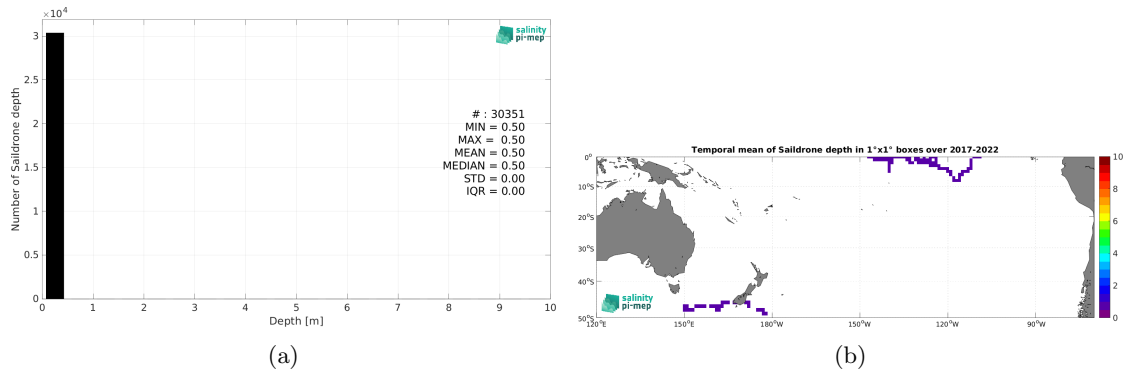 ×10⁴
3
2.5
2
1.5
1
0.5
0
Number of Saildrone depth
0 1 2 3 4 5 6 7 8 9 10
Depth [m]
salinity
pi-mep
# : 30351
MIN = 0.50
MAX = 0.50
MEAN = 0.50
MEDIAN = 0.50
STD = 0.00
IQR = 0.00
(a)
Temporal mean of Saildrone depth in 1°x1° boxes over 2017-2022
0°
10°S
20°S
30°S
40°S
50°S
120°E 150°E 180°W 150°W 120°W 90°W
salinity
pi-mep
10
8
6
4
2
0
(b)